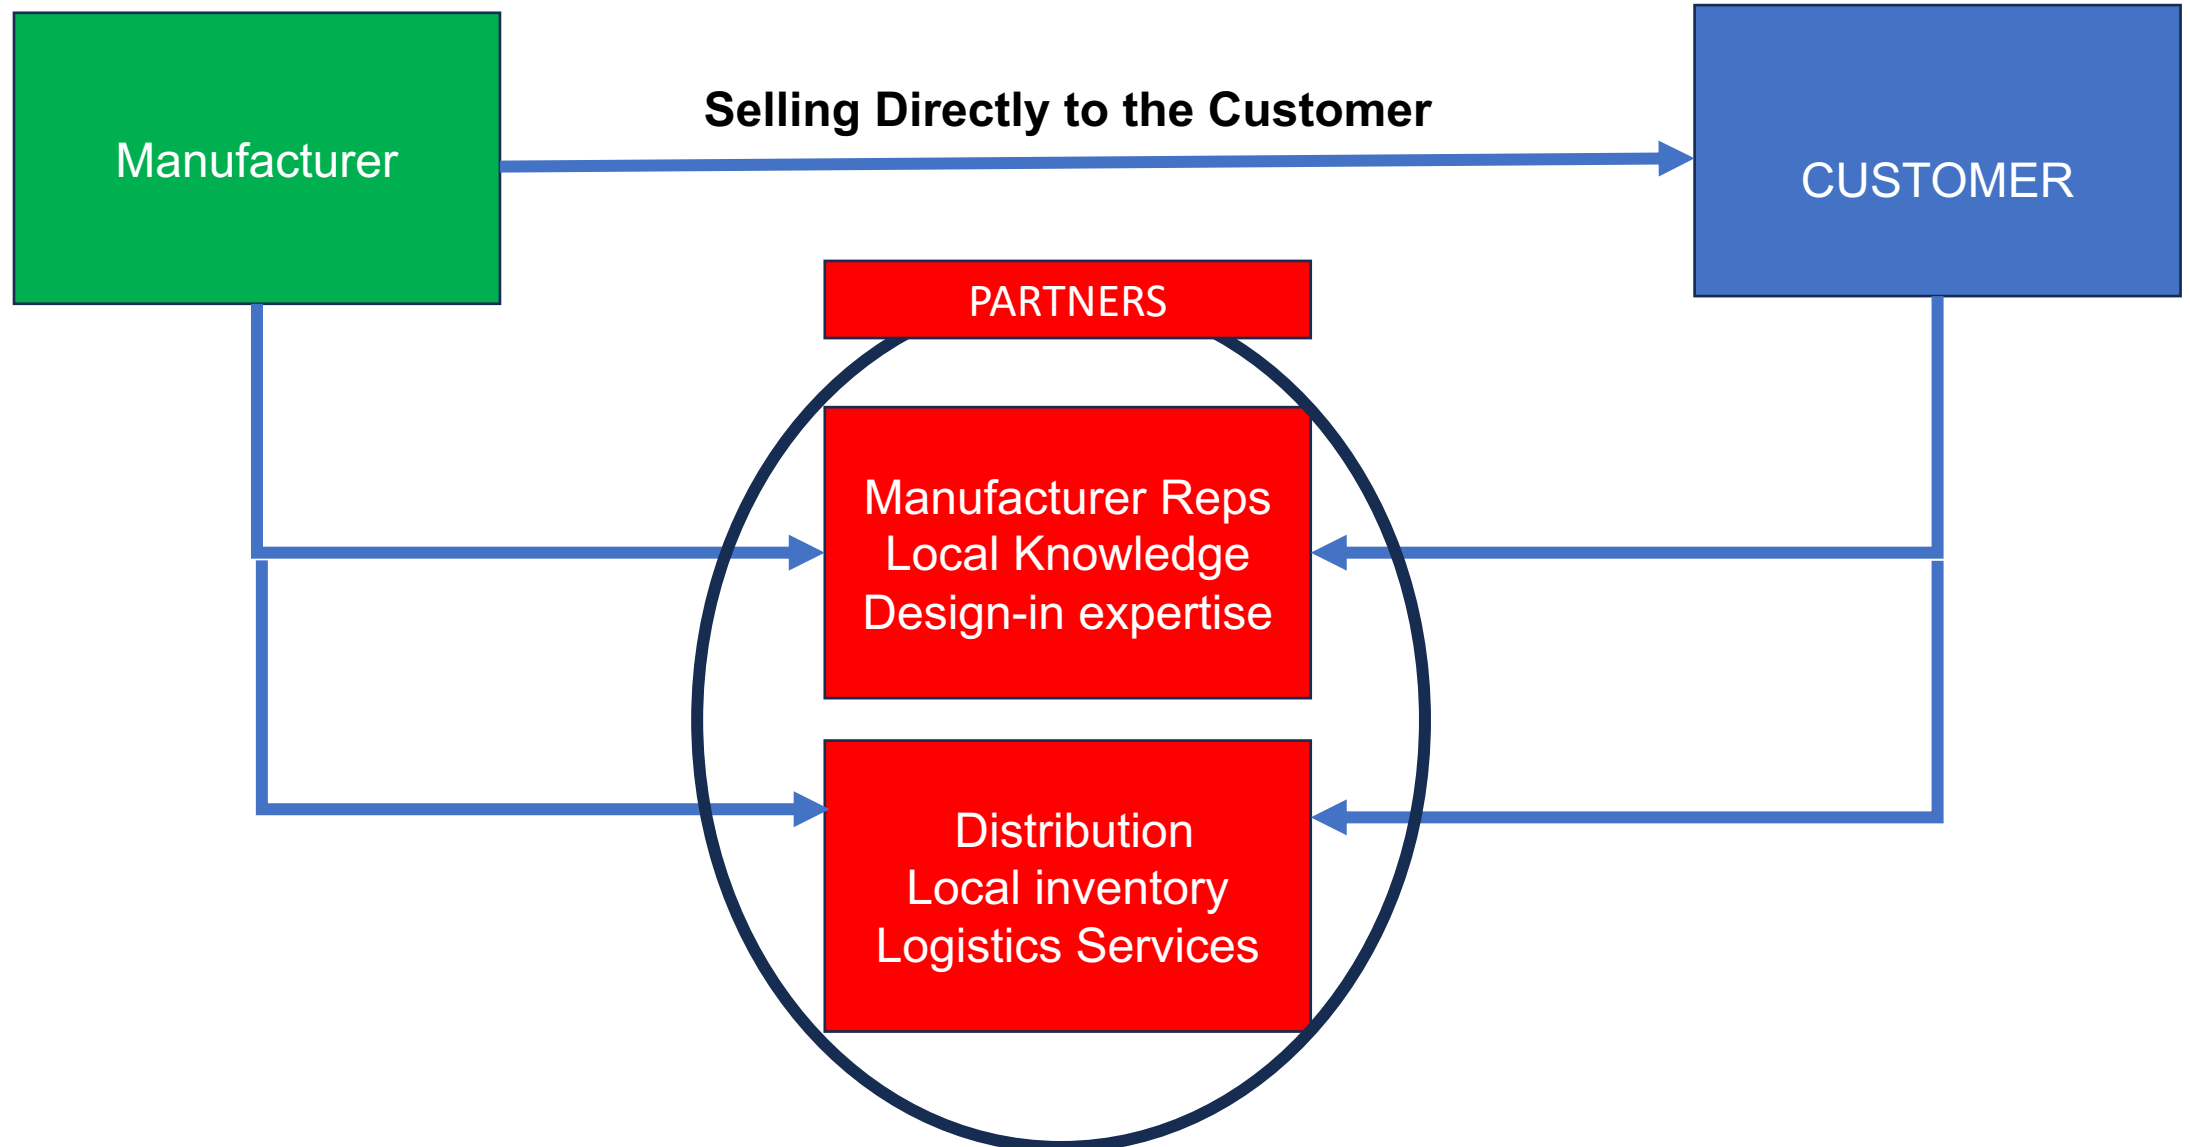 Manufacturer
Selling Directly to the Customer
CUSTOMER
PARTNERS
Manufacturer Reps
Local Knowledge
Design-in expertise
Distribution
Local inventory
Logistics Services